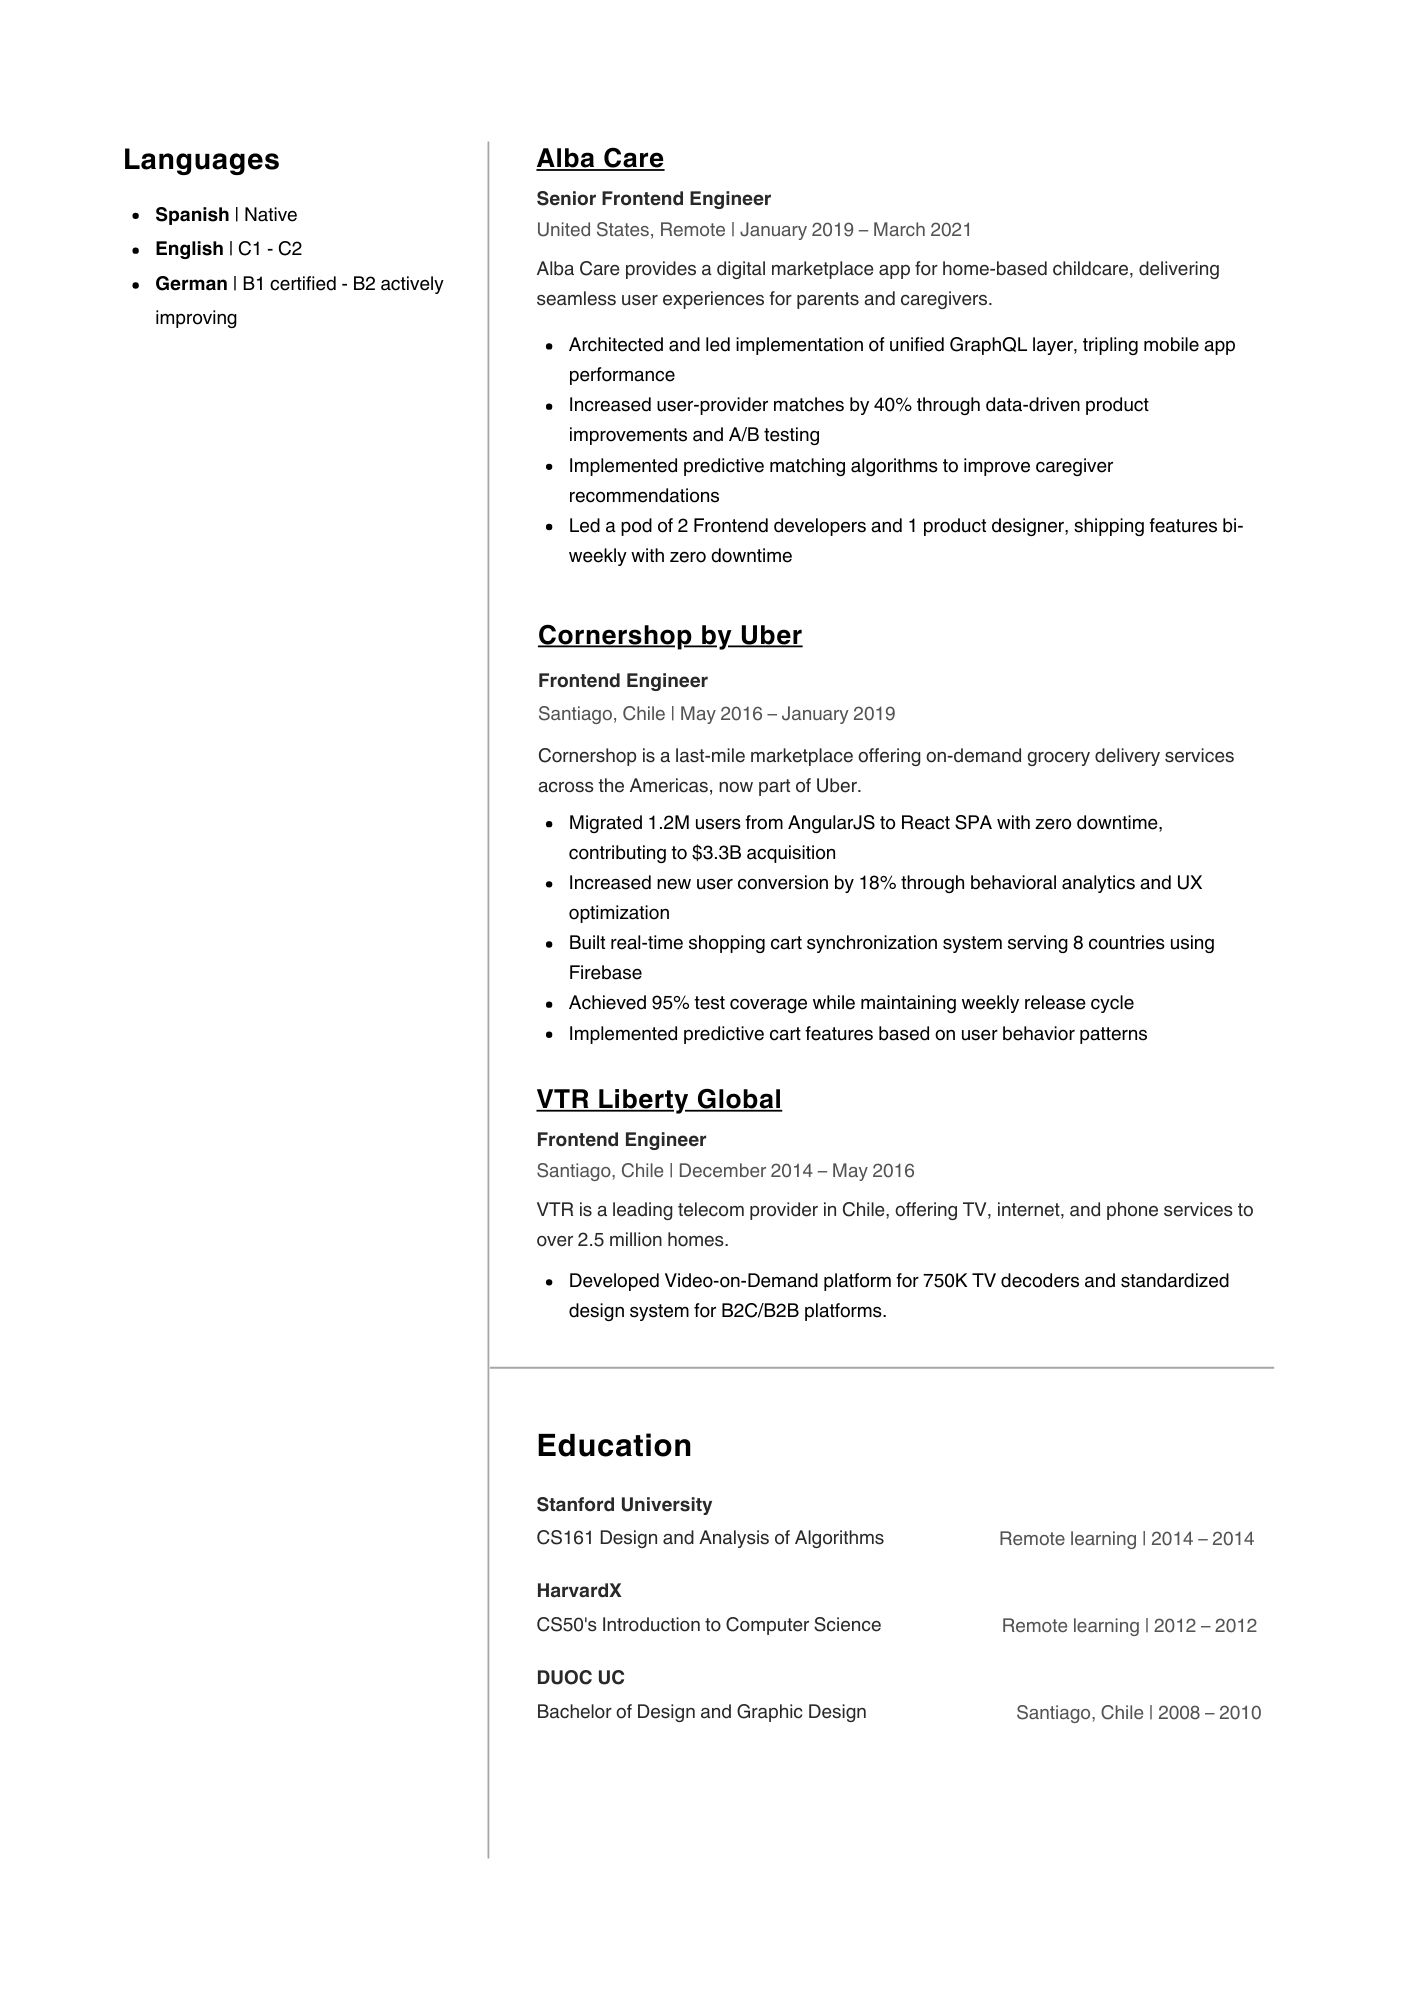 Languages
• Spanish | Native
• English | C1 - C2
• German | B1 certified - B2 actively
improving
Alba Care
Senior Frontend Engineer
United States, Remote | January 2019 – March 2021
Alba Care provides a digital marketplace app for home-based childcare, delivering
seamless user experiences for parents and caregivers.
• Architected and led implementation of unified GraphQL layer, tripling mobile app
performance
• Increased user-provider matches by 40% through data-driven product
improvements and A/B testing
• Implemented predictive matching algorithms to improve caregiver
recommendations
• Led a pod of 2 Frontend developers and 1 product designer, shipping features bi-
weekly with zero downtime
Cornershop by Uber
Frontend Engineer
Santiago, Chile | May 2016 – January 2019
Cornershop is a last-mile marketplace offering on-demand grocery delivery services
across the Americas, now part of Uber.
• Migrated 1.2M users from AngularJS to React SPA with zero downtime,
contributing to $3.3B acquisition
• Increased new user conversion by 18% through behavioral analytics and UX
optimization
• Built real-time shopping cart synchronization system serving 8 countries using
Firebase
• Achieved 95% test coverage while maintaining weekly release cycle
• Implemented predictive cart features based on user behavior patterns
VTR Liberty Global
Frontend Engineer
Santiago, Chile | December 2014 – May 2016
VTR is a leading telecom provider in Chile, offering TV, internet, and phone services to
over 2.5 million homes.
• Developed Video-on-Demand platform for 750K TV decoders and standardized
design system for B2C/B2B platforms.
Education
Stanford University
CS161 Design and Analysis of Algorithms Remote learning | 2014 – 2014
HarvardX
CS50's Introduction to Computer Science Remote learning | 2012 – 2012
DUOC UC
Bachelor of Design and Graphic Design Santiago, Chile | 2008 – 2010